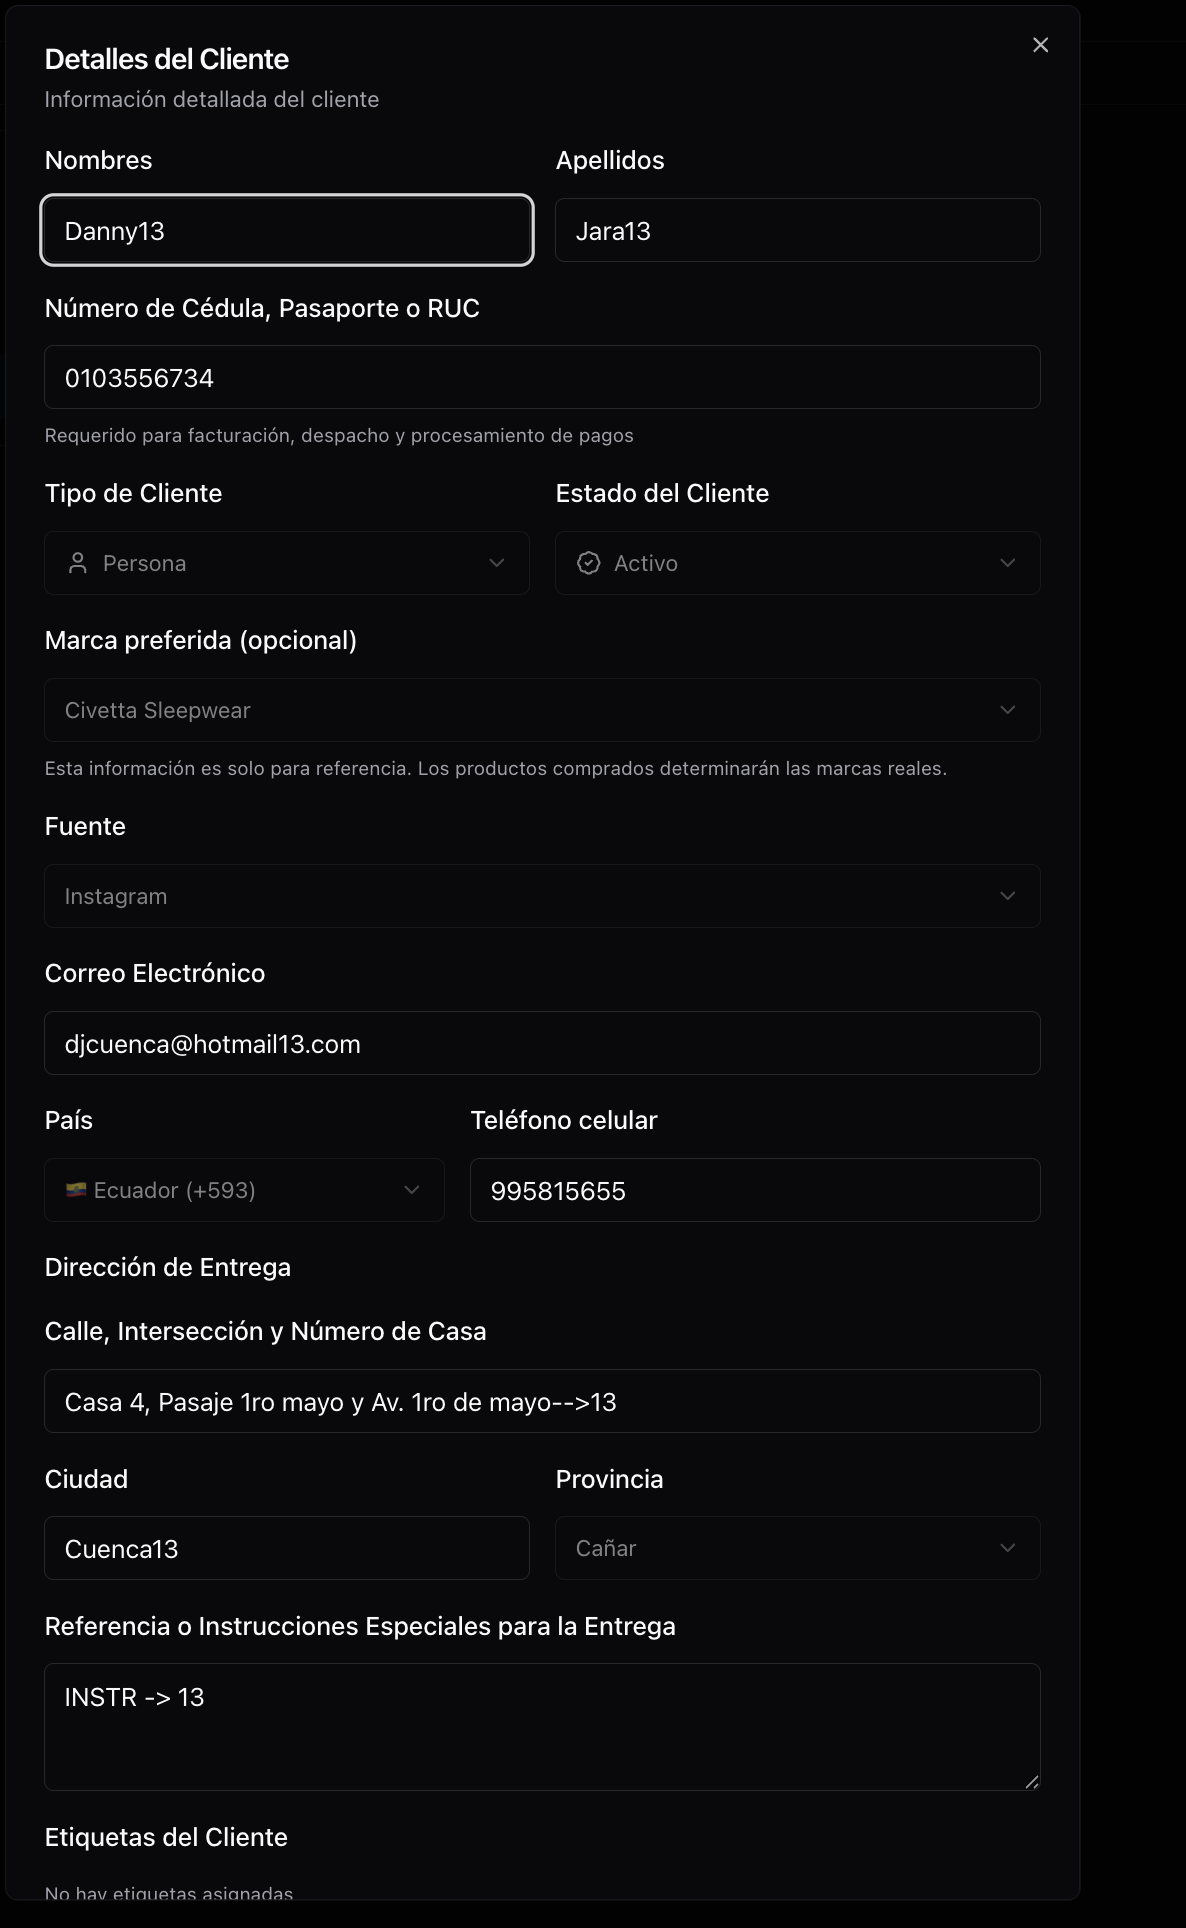 Detalles del Cliente
Información detallada del cliente
Nombres
Apellidos
Danny13
Jara13
Número de Cédula, Pasaporte o RUC
0103556734
Requerido para facturación, despacho y procesamiento de pagos
Tipo de Cliente
Estado del Cliente
Persona
Activo
Marca preferida (opcional)
Civetta Sleepwear
Esta información es solo para referencia. Los productos comprados determinarán las marcas reales.
Fuente
Instagram
Correo Electrónico
djcuenca@hotmail13.com
País
Teléfono celular
Ecuador (+593)
995815655
Dirección de Entrega
Calle, Intersección y Número de Casa
Casa 4, Pasaje 1ro mayo y Av. 1ro de mayo-->13
Ciudad
Provincia
Cuenca13
Cañar
Referencia o Instrucciones Especiales para la Entrega
INSTR -> 13
Etiquetas del Cliente
No hay etiquetas asignadas